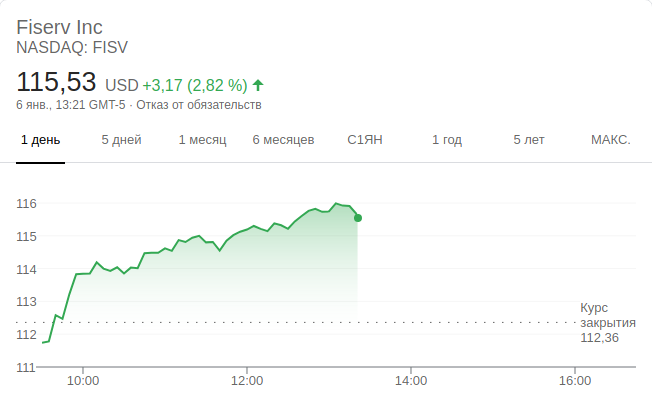 Fiserv Inc
NASDAQ: FISV
115,53 USD +3,17 (2,82 %)
6 янв., 13:21 GMT-5 · Отказ от обязательств
1 день 5 дней 1 месяц 6 месяцев С1ЯН 1 год 5 лет МАКС.
116
115
114
113
112
111
Курс
закрытия
112,36
10:00 12:00 14:00 16:00